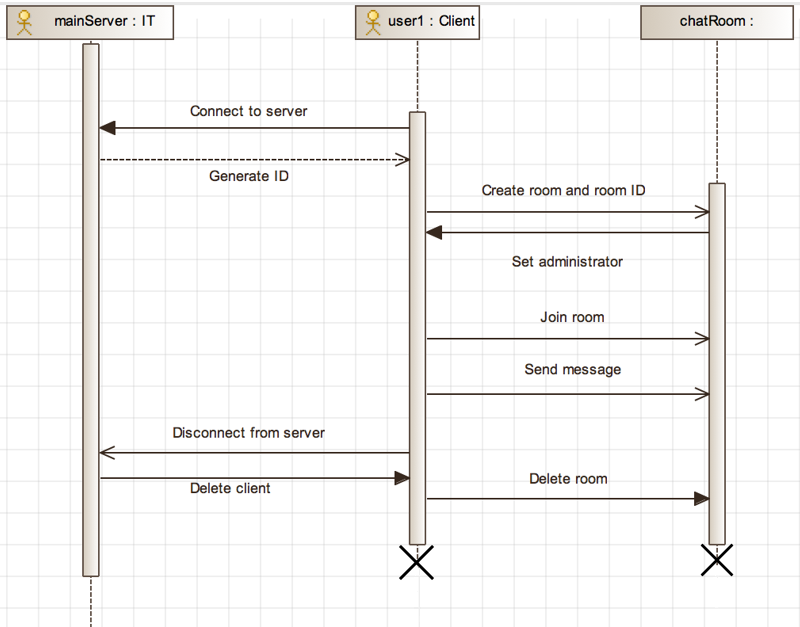 mainServer : IT
user1 : Client
chatRoom :
Connect to server
Generate ID
Create room and room ID
Set administrator
Join room
Send message
Disconnect from server
Delete client
Delete room